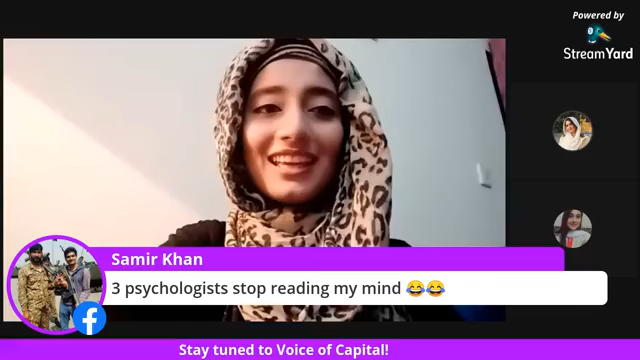 Powered by
StreamYard
Samir Khan
3 psychologists stop reading my mind 😂😂
Stay tuned to Voice of Capital!